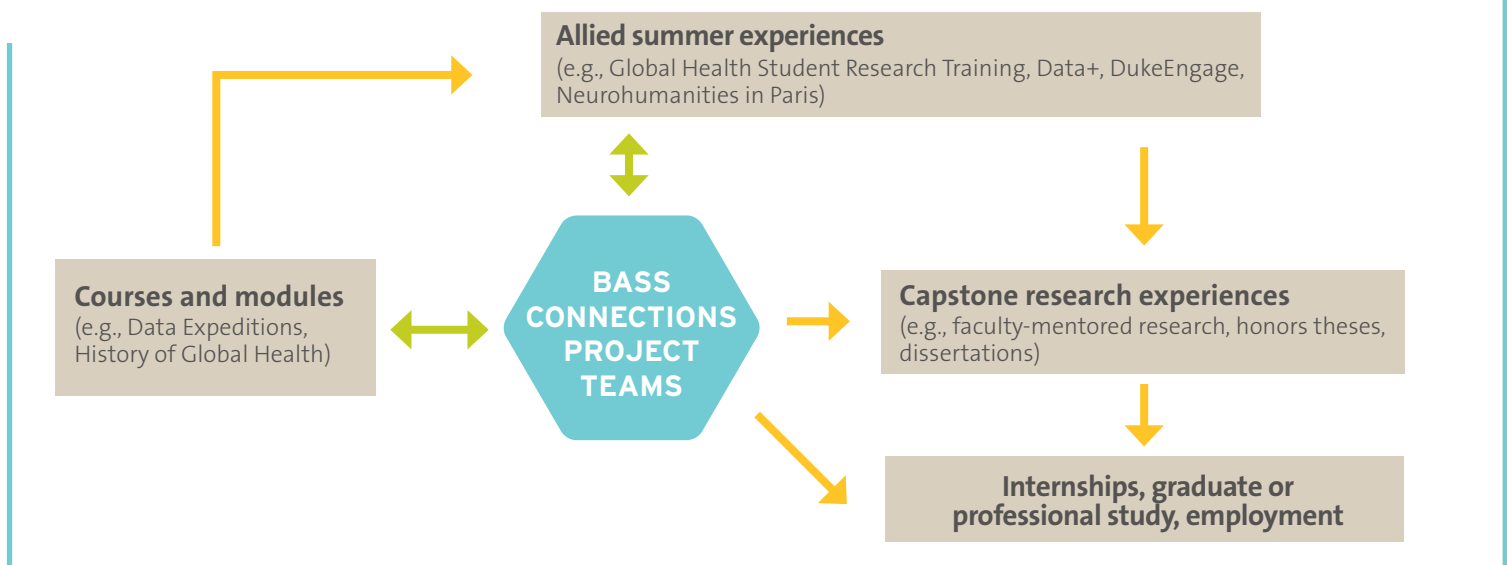 Allied summer experiences
(e.g., Global Health Student Research Training, Data+, DukeEngage,
Neurohumanities in Paris)
Courses and modules
(e.g., Data Expeditions,
History of Global Health)
BASS
CONNECTIONS
PROJECT
TEAMS
Capstone research experiences
(e.g., faculty-mentored research, honors theses,
dissertations)
Internships, graduate or
professional study, employment